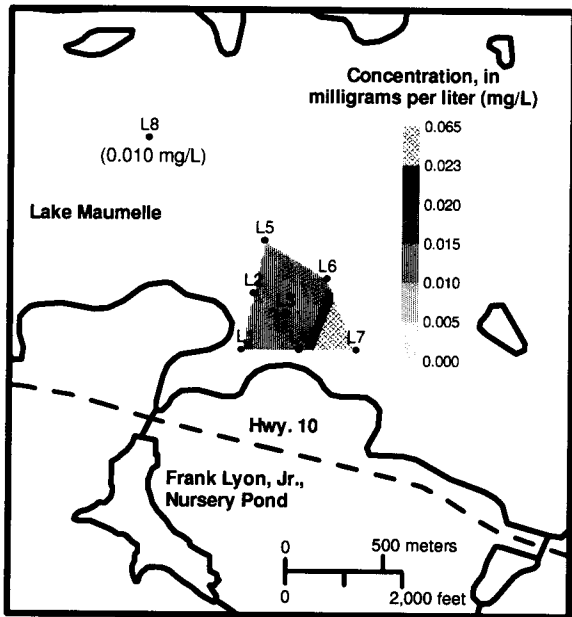 Concentration, in
milligrams per liter (mg/L)
0.065
0.023
0.020
0.015
0.010
0.005
0.000
L8
(0.010 mg/L)
Lake Maumelle
L5
L6
L2
L7
Hwy. 10
Frank Lyon, Jr.,
Nursery Pond
0
500 meters
0
2,000 feet